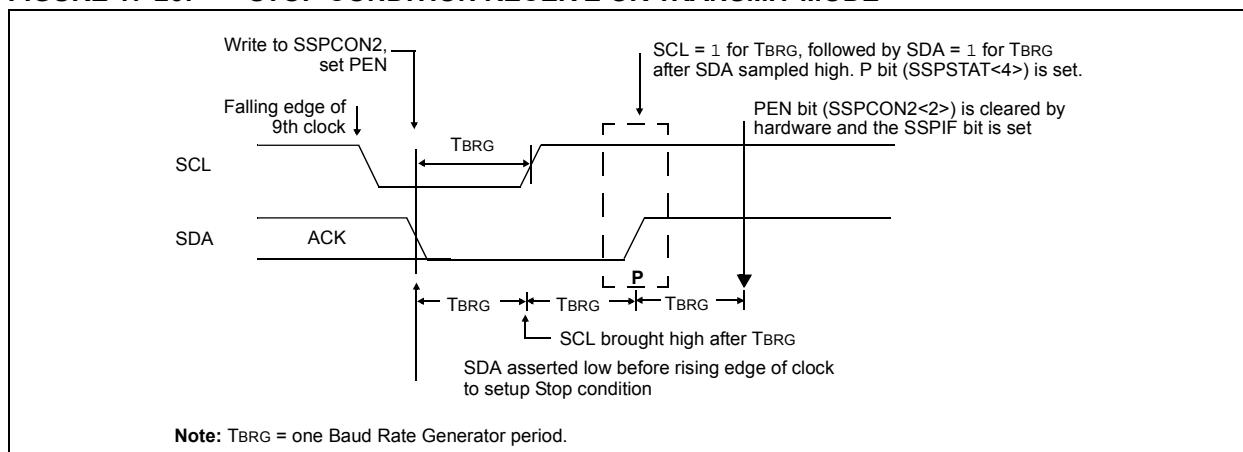 Write to SSPCON2,
set PEN
SCL = 1 for TBRG, followed by SDA = 1 for TBRG
after SDA sampled high. P bit (SSPSTAT<4>) is set.
Falling edge of
9th clock
PEN bit (SSPCON2<2>) is cleared by
hardware and the SSPIF bit is set
TBRG
SCL
SDA
ACK
P
TBRG
TBRG
TBRG
SCL brought high after TBRG
SDA asserted low before rising edge of clock
to setup Stop condition
Note: TBRG = one Baud Rate Generator period.